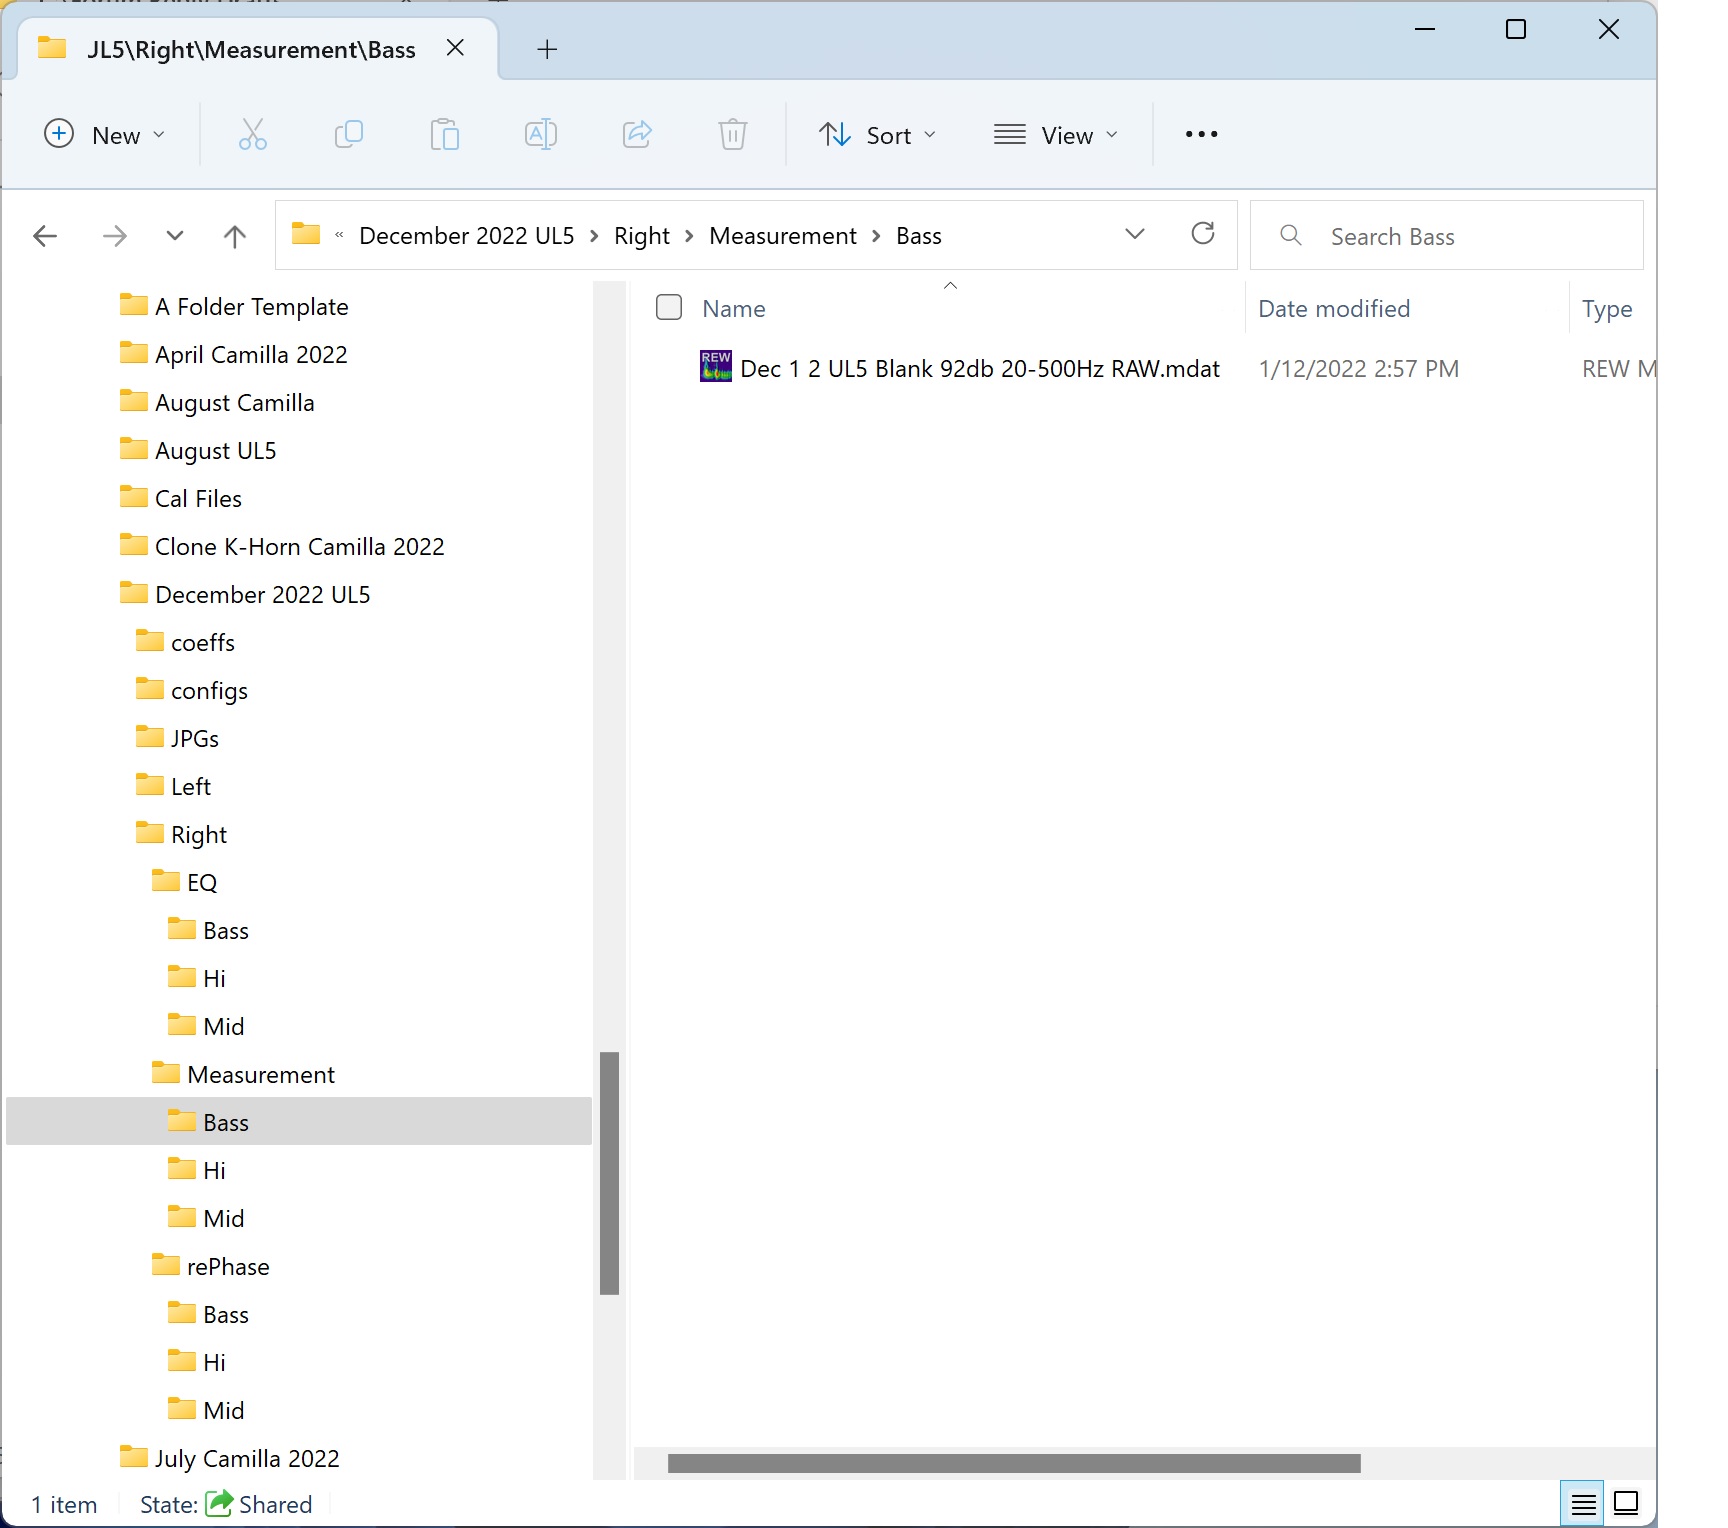 JL5\Right\Measurement\Bass
New
Sort
View
« December 2022 UL5 > Right > Measurement > Bass
Search Bass
A Folder Template
April Camilla 2022
August Camilla
August UL5
Cal Files
Clone K-Horn Camilla 2022
December 2022 UL5
coeffs
configs
JPGs
Left
Right
EQ
Bass
Hi
Mid
Measurement
Bass
Hi
Mid
rePhase
Bass
Hi
Mid
July Camilla 2022
Name Date modified Type
REW Dec 1 2 UL5 Blank 92db 20-500Hz RAW.mdat 1/12/2022 2:57 PM REW M
1 item State: Shared